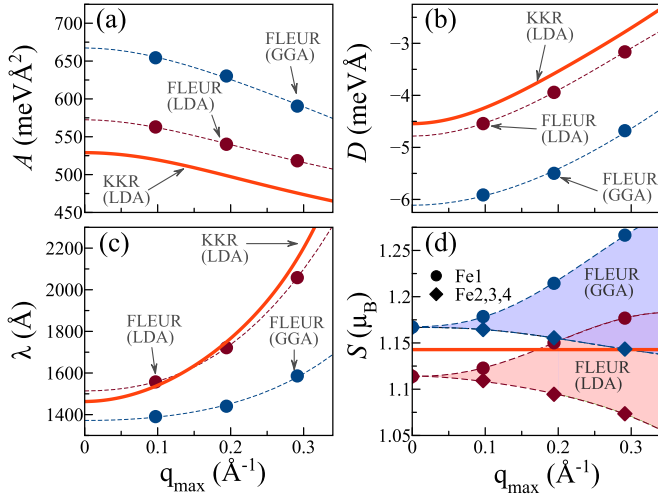 (a)
700
650
600
550
500
450
A (meVÅ²)
FLEUR
(GGA)
FLEUR
(LDA)
KKR
(LDA)
(b)
-3
-4
-5
-6
D (meVÅ)
KKR
(LDA)
FLEUR
(LDA)
FLEUR
(GGA)
(c)
2200
2000
1800
1600
1400
λ (Å)
KKR
(LDA)
FLEUR
(LDA)
FLEUR
(GGA)
0 0.1 0.2 0.3
q_max (Å⁻¹)
(d)
1.25
1.2
1.15
1.1
1.05
S (μ_B)
Fe1
Fe2,3,4
FLEUR
(GGA)
FLEUR
(LDA)
0 0.1 0.2 0.3
q_max (Å⁻¹)